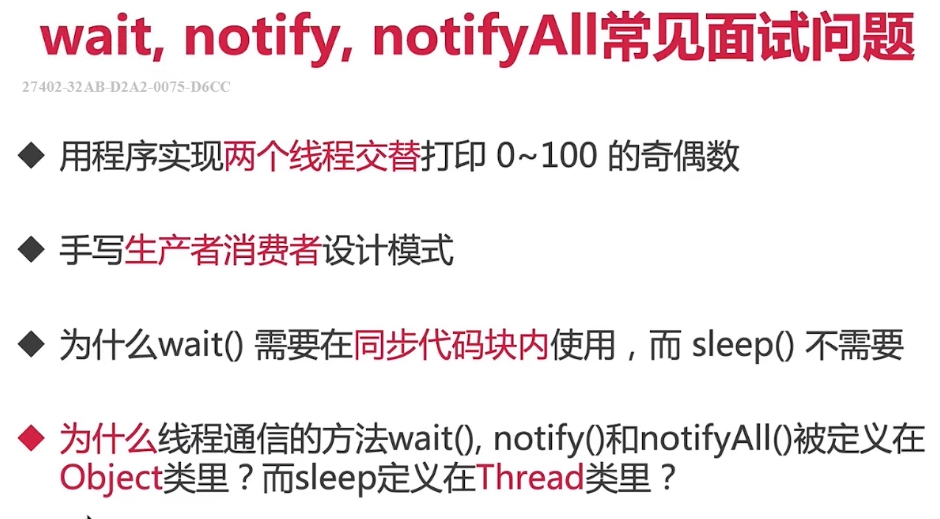 wait, notify, notifyAll常见面试问题
27402-32AB-D2A2-0075-D6CC
◆ 用程序实现两个线程交替打印 0~100 的奇偶数
◆ 手写生产者消费者设计模式
◆ 为什么wait() 需要在同步代码块内使用，而 sleep() 不需要
◆ 为什么线程通信的方法wait(), notify()和notifyAll()被定义在
Object类里？而sleep定义在Thread类里？